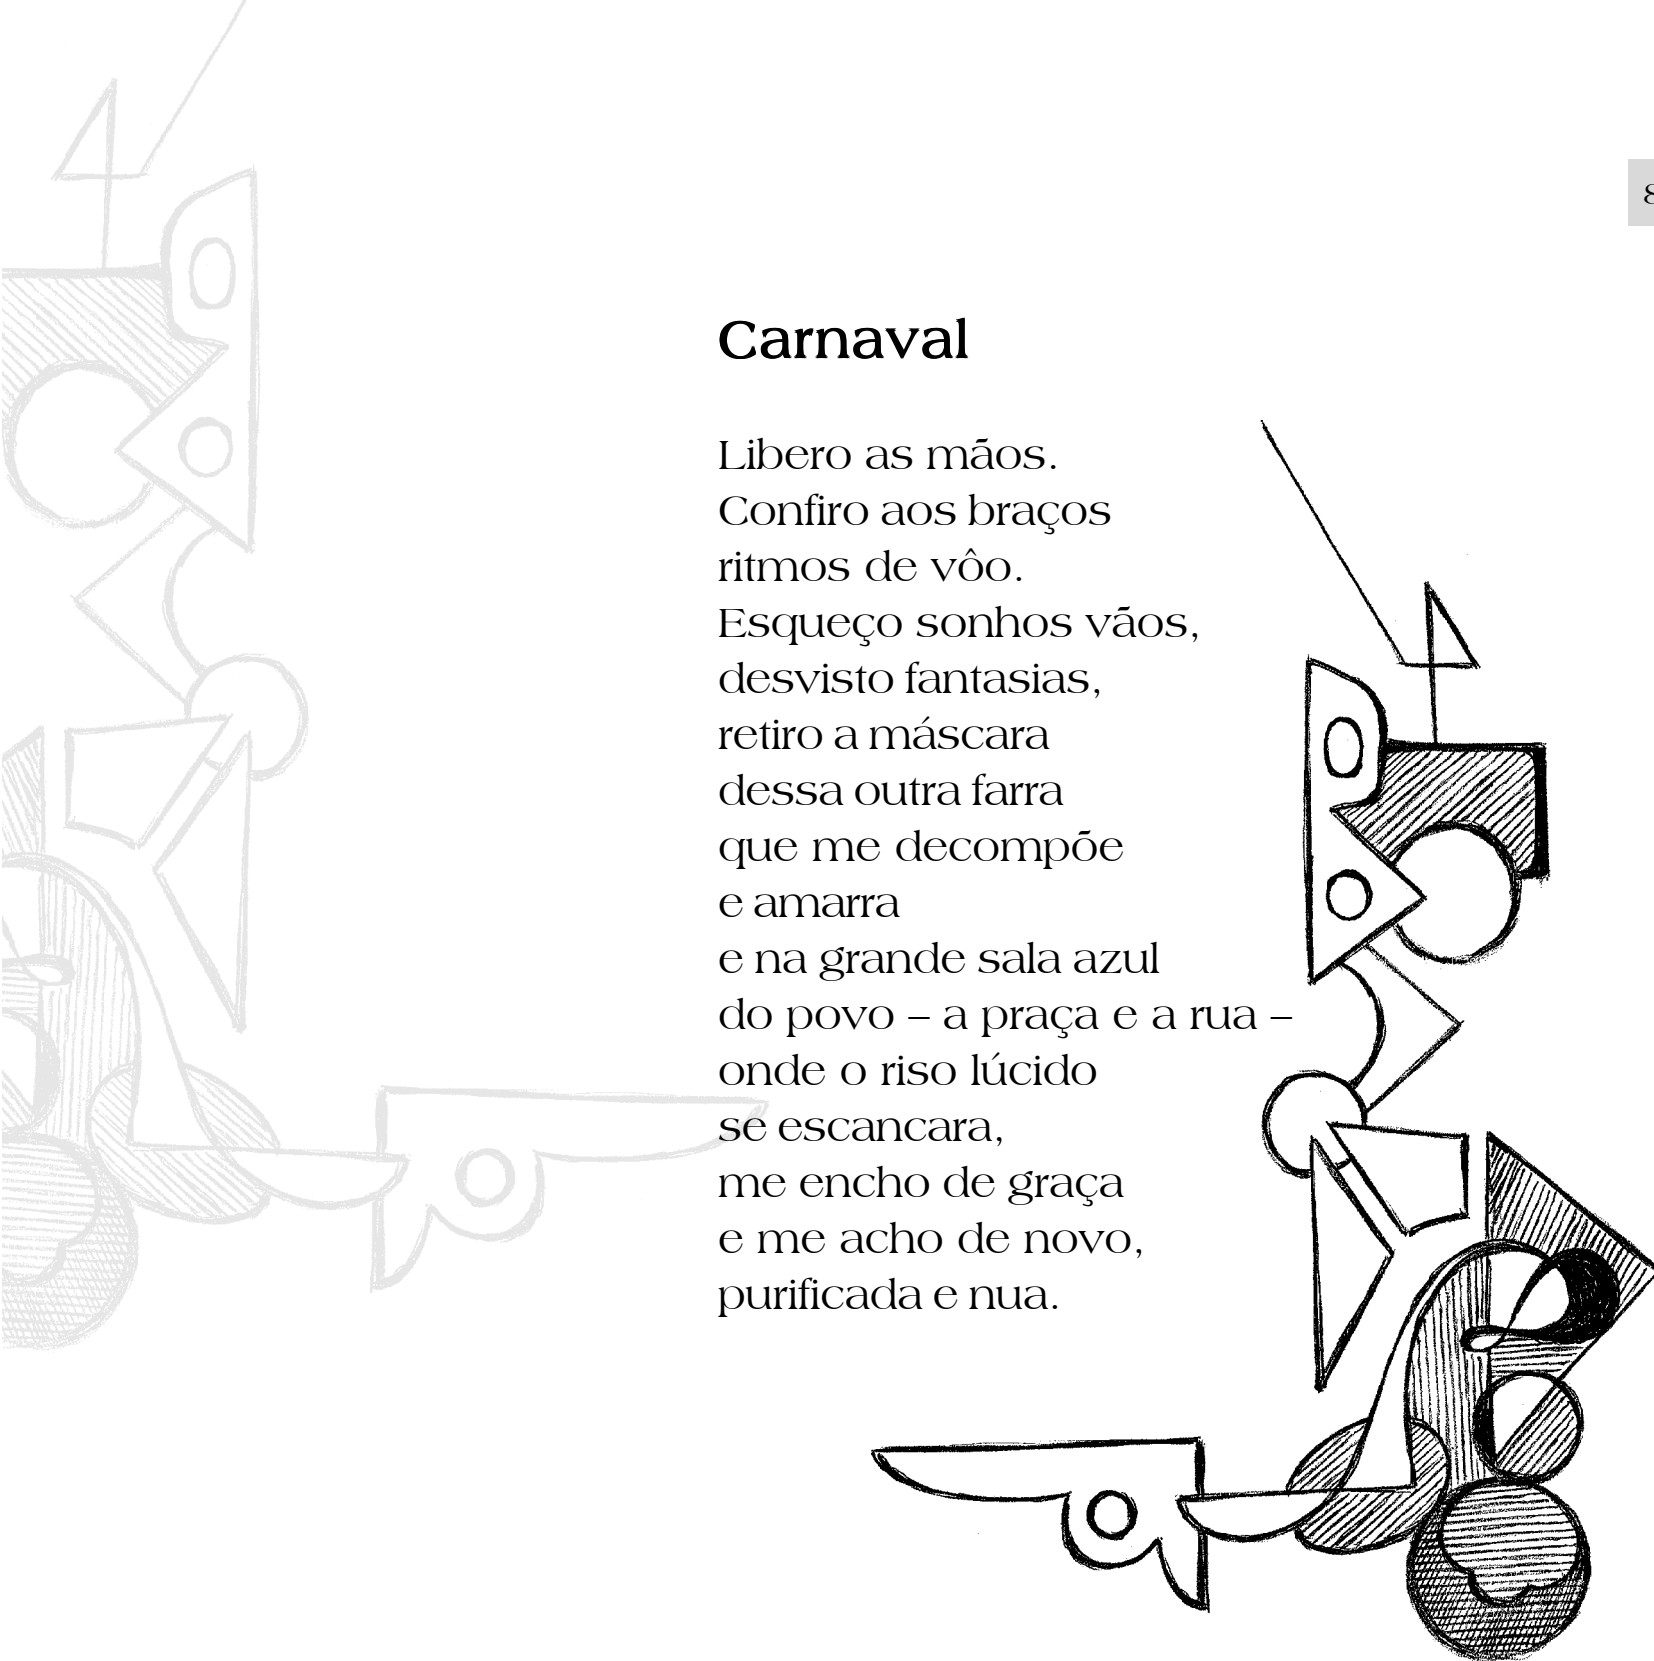 Carnaval
Libero as mãos.
Confiro aos braços
ritmos de vôo.
Esqueço sonhos vãos,
desvisto fantasias,
retiro a máscara
dessa outra farra
que me decompõe
e amarra
e na grande sala azul
do povo – a praça e a rua –
onde o riso lúcido
se escancara,
me encho de graça
e me acho de novo,
purificada e nua.